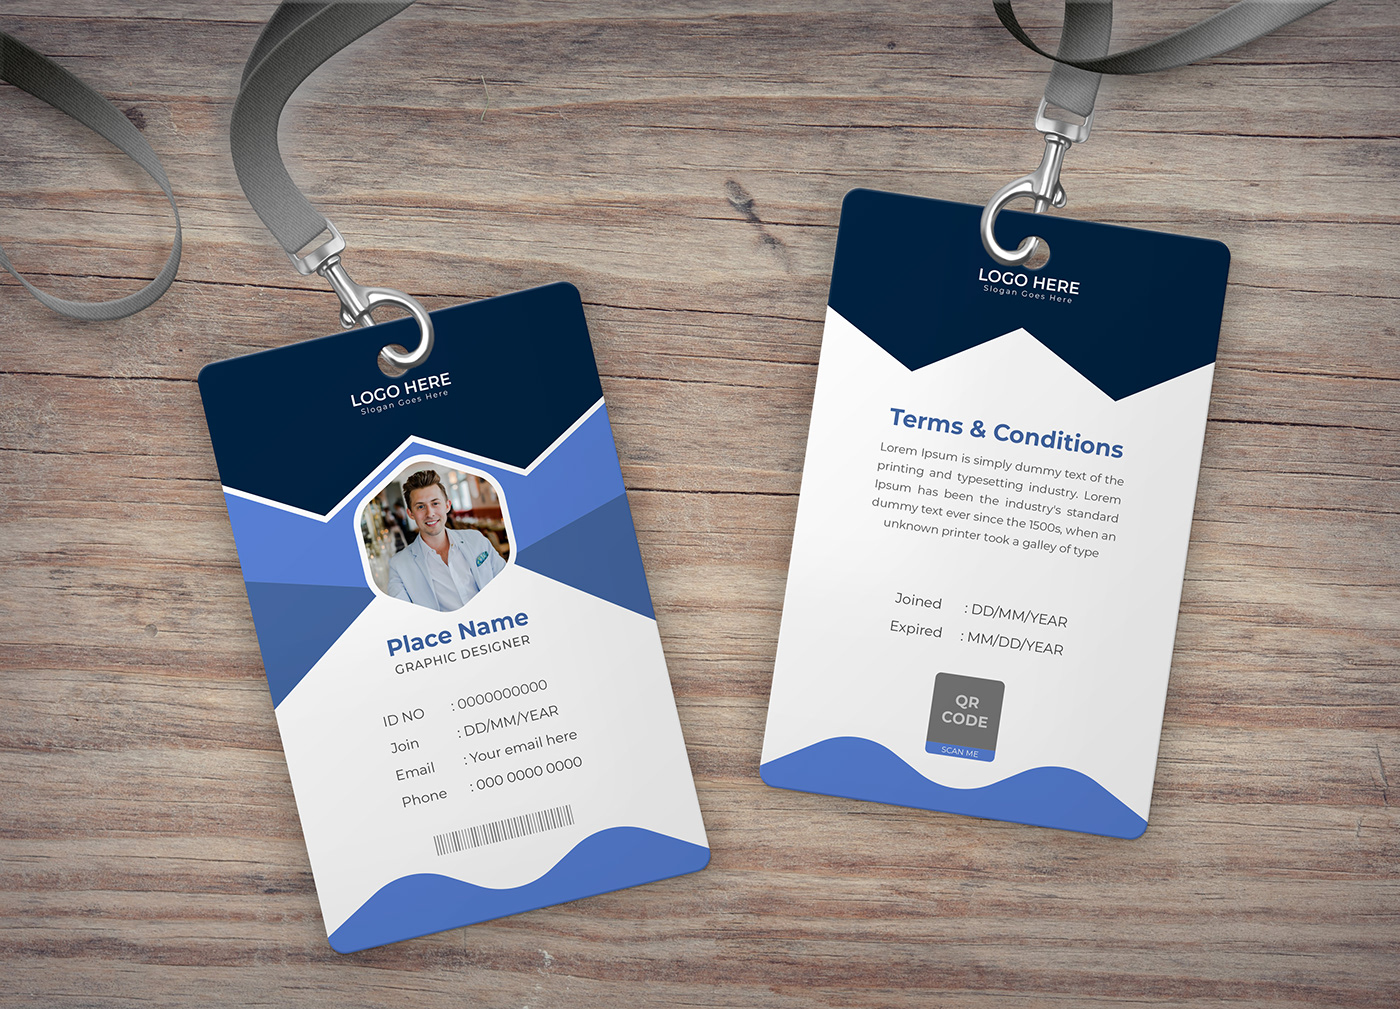 LOGO HERE
Slogan Goes Here
Place Name
GRAPHIC DESIGNER
ID NO : 0000000000
Join : DD/MM/YEAR
Email : Your email here
Phone : 000 0000 0000
LOGO HERE
Slogan Goes Here
Terms & Conditions
Lorem Ipsum is simply dummy text of the
printing and typesetting industry. Lorem
Ipsum has been the industry's standard
dummy text ever since the 1500s, when an
unknown printer took a galley of type
Joined : DD/MM/YEAR
Expired : MM/DD/YEAR
QR
CODE
SCAN ME